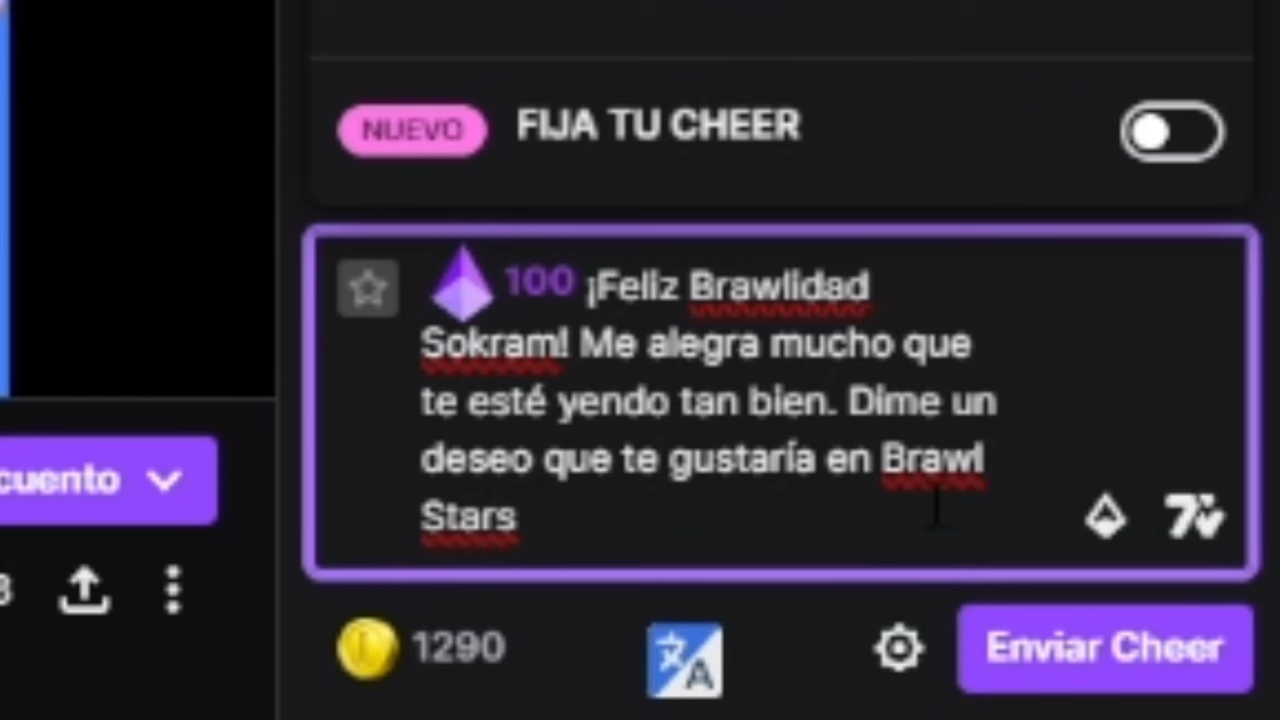 NUEVO FIJA TU CHEER
100 ¡Feliz Brawlidad
Sokram! Me alegra mucho que
te esté yendo tan bien. Dime un
deseo que te gustaría en Brawl
Stars
cuento
1290
Enviar Cheer